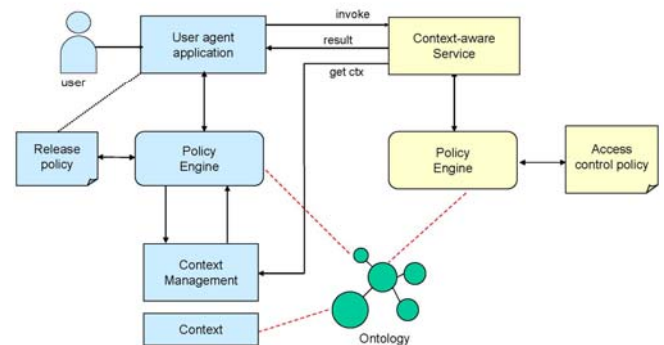 User agent
application
invoke
result
get ctx
Context-aware
Service
user
Release
policy
Policy
Engine
Policy
Engine
Access
control policy
Context
Management
Context
Ontology